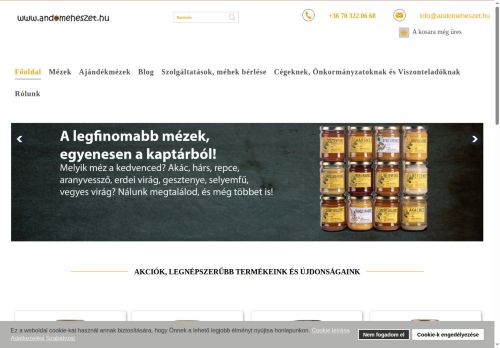 www.andomeheszet.hu
Keresés
+36 70 322 06 68
info@andomeheszet.hu
A kosara még üres
Főoldal Mézek Ajándékmézek Blog Szolgáltatások, méhek bérlése Cégeknek, Önkormányzatoknak és Viszonteladóknak
Rólunk
A legfinomabb mézek,
egyenesen a kaptárból!
Melyik méz a kedvenced? Akác, hárs, repce,
aranyvessző, erdei virág, gesztenye, selyemfű,
vegyes virág? Nálunk megtalálod, és még többet is!
AKCIÓK, LEGNÉPSZERŰBB TERMÉKEINK ÉS ÚJDONSÁGAINK
Ez a weboldal cookie-kat használ annak biztosítására, hogy Önnek a lehető legjobb élményt nyújtsa honlapunkon. Cookie leírása
Adatkezelési Szabályzat
Nem fogadom el
Cookie-k engedélyezése